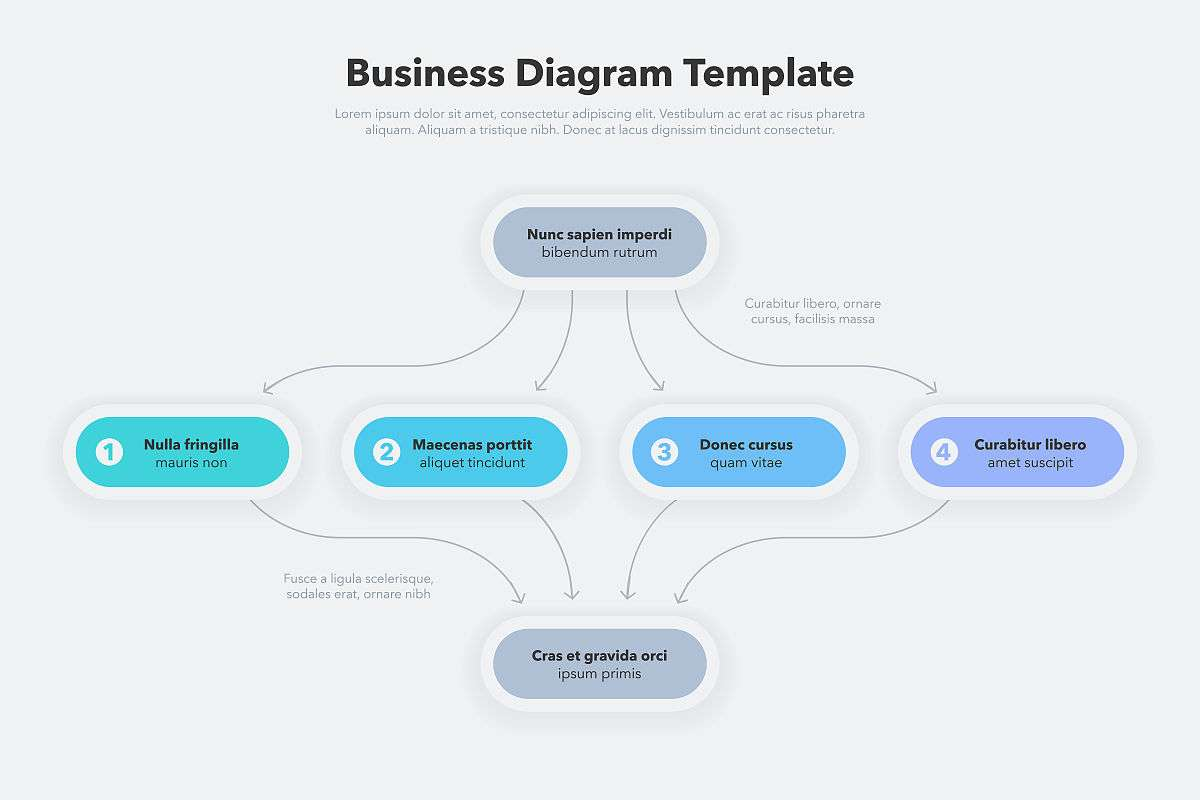 Business Diagram Template
Lorem ipsum dolor sit amet, consectetur adipiscing elit. Vestibulum ac erat ac risus pharetra
aliquam. Aliquam a tristique nibh. Donec at lacus dignissim tincidunt consectetur.
Nunc sapien imperdi
bibendum rutrum
Curabitur libero, ornare
cursus, facilisis massa
1
Nulla fringilla
mauris non
2
Maecenas porttit
aliquet tincidunt
3
Donec cursus
quam vitae
4
Curabitur libero
amet suscipit
Fusce a ligula scelerisque,
sodales erat, ornare nibh
Cras et gravida orci
ipsum primis